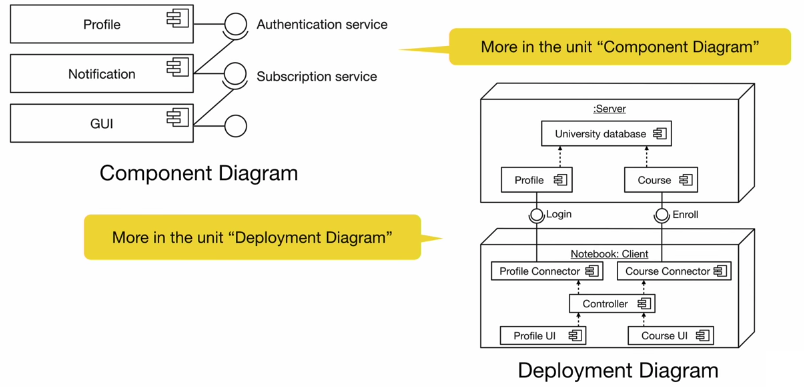 Profile
Authentication service
Notification
Subscription service
GUI
Component Diagram
More in the unit “Component Diagram”
:Server
University database
Profile
Course
Login
Enroll
More in the unit “Deployment Diagram”
Notebook: Client
Profile Connector
Course Connector
Controller
Profile UI
Course UI
Deployment Diagram